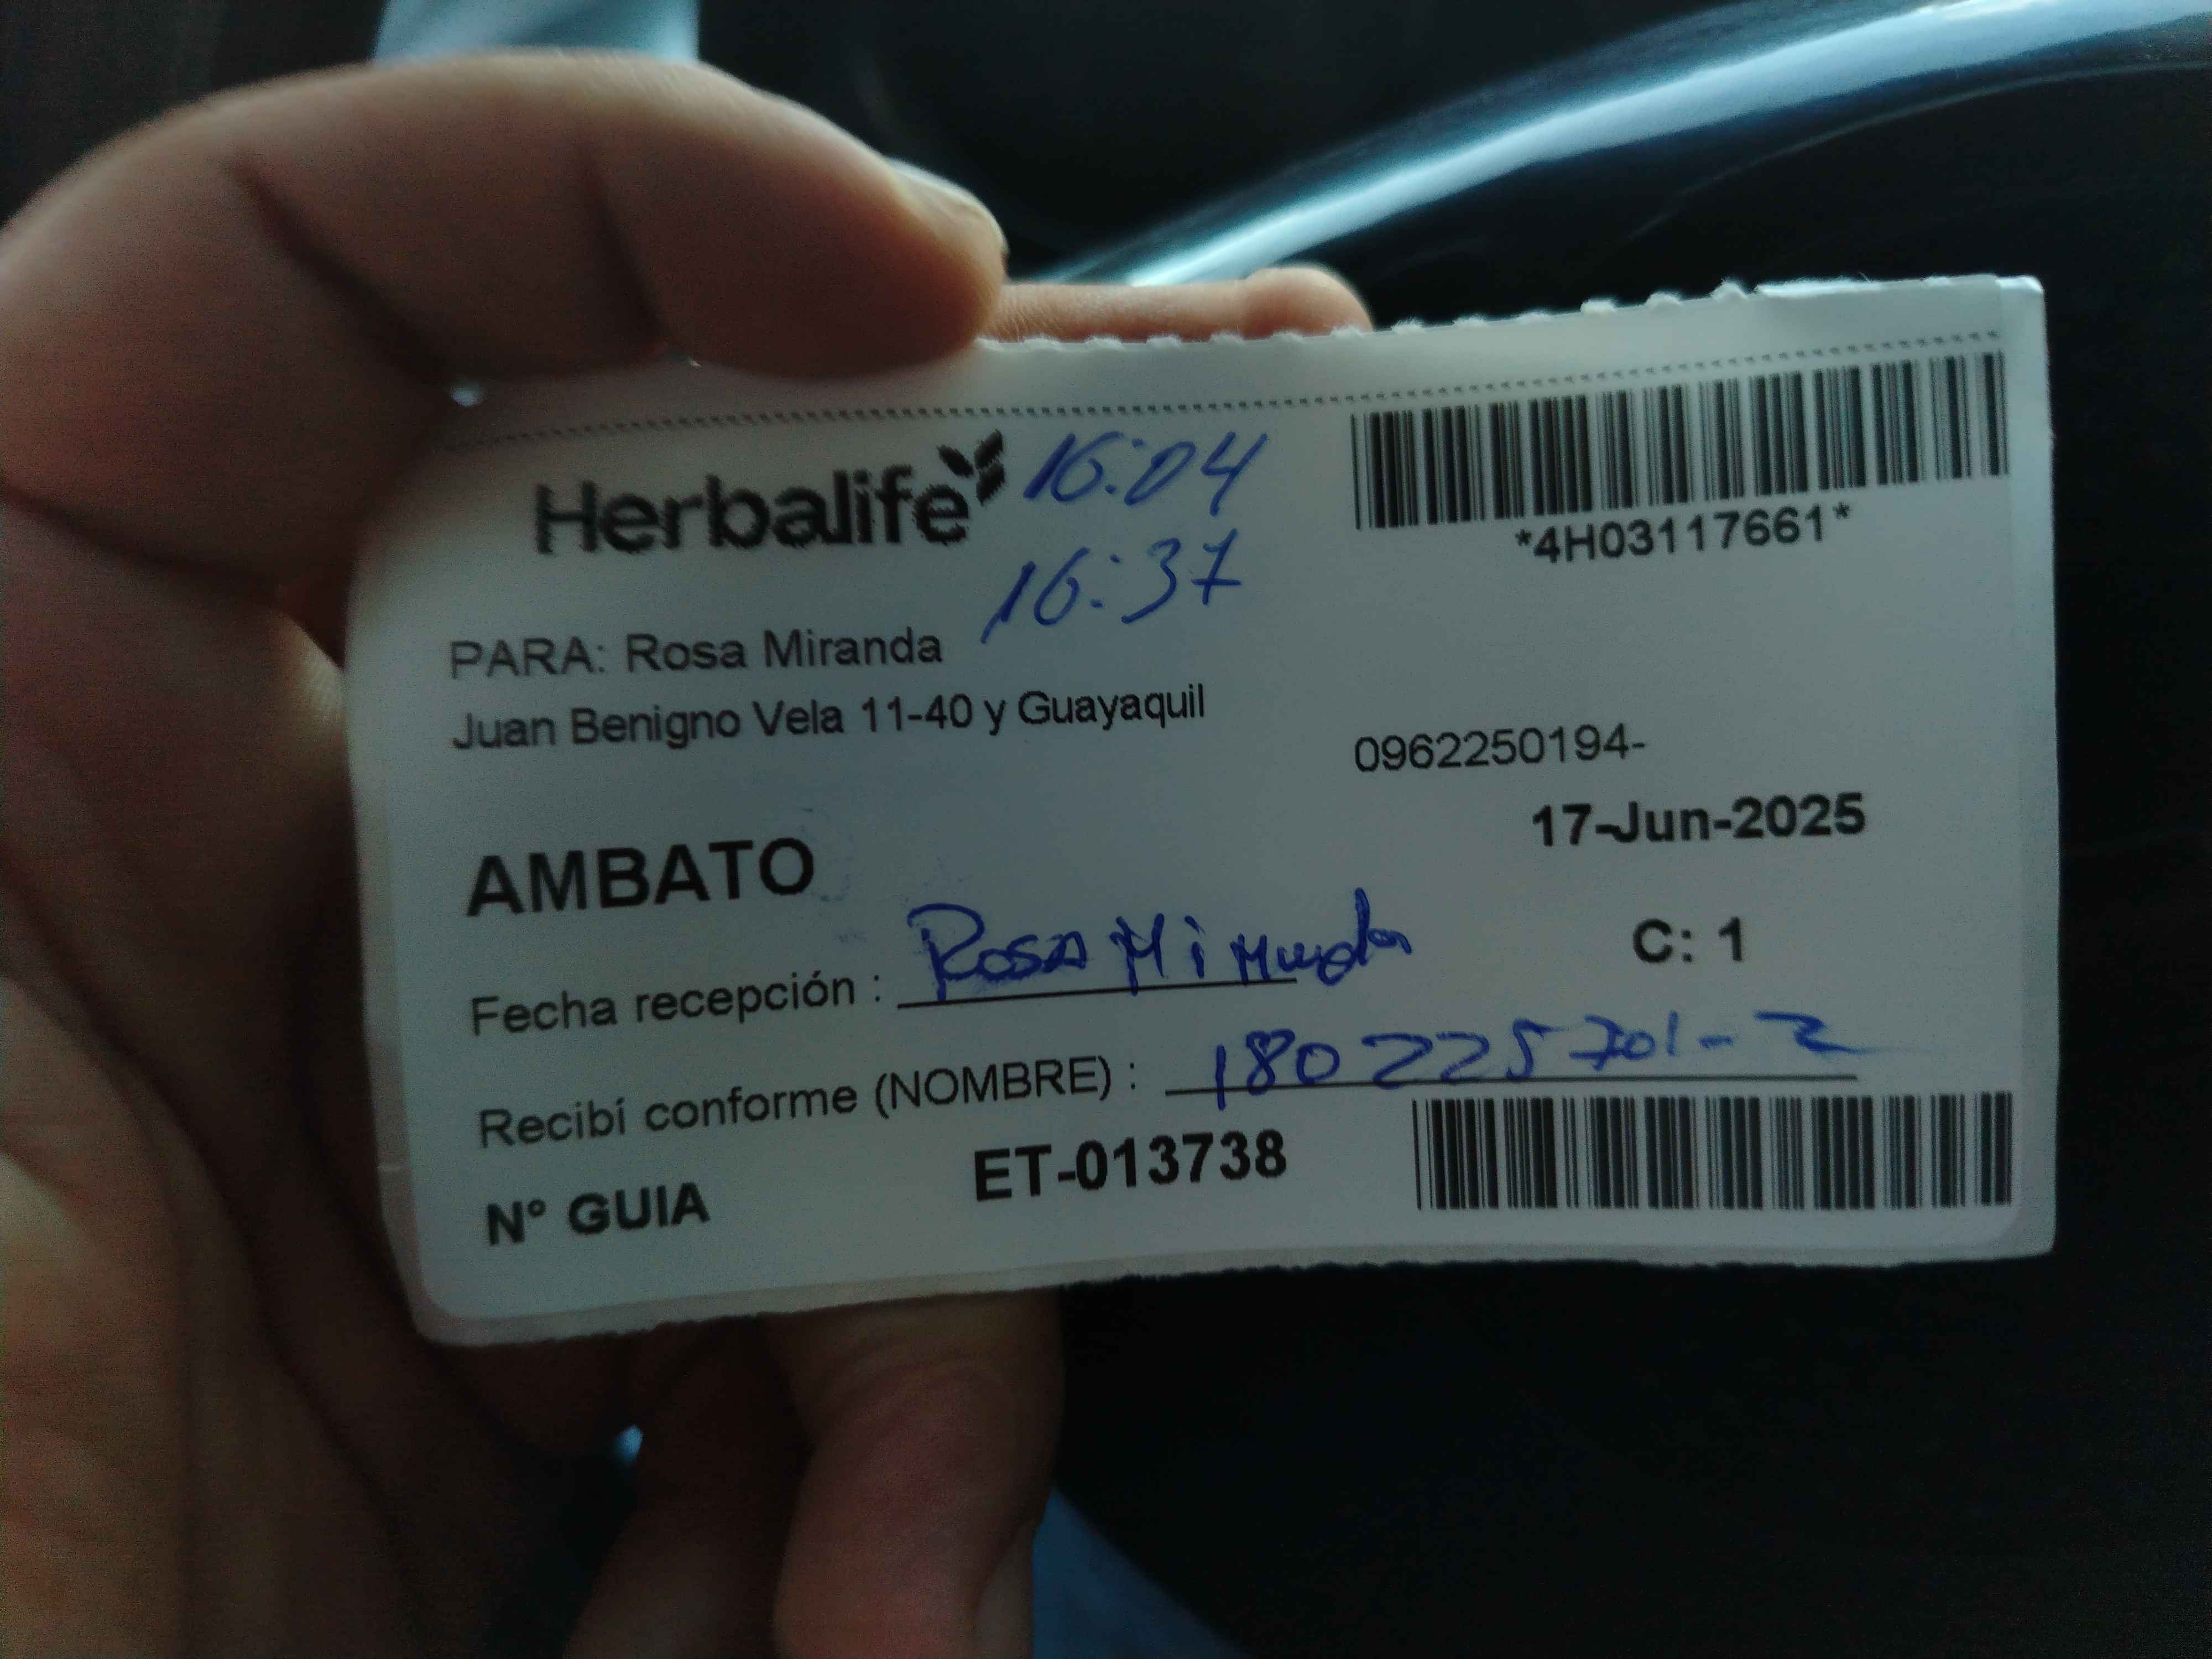 Herbalife 16:04
16:37
*4H03117661*
PARA: Rosa Miranda
Juan Benigno Vela 11-40 y Guayaquil
0962250194-
17-Jun-2025
AMBATO
C: 1
Fecha recepción : Rosa Miranda
Recibí conforme (NOMBRE) : 180225701-2
N° GUIA ET-013738